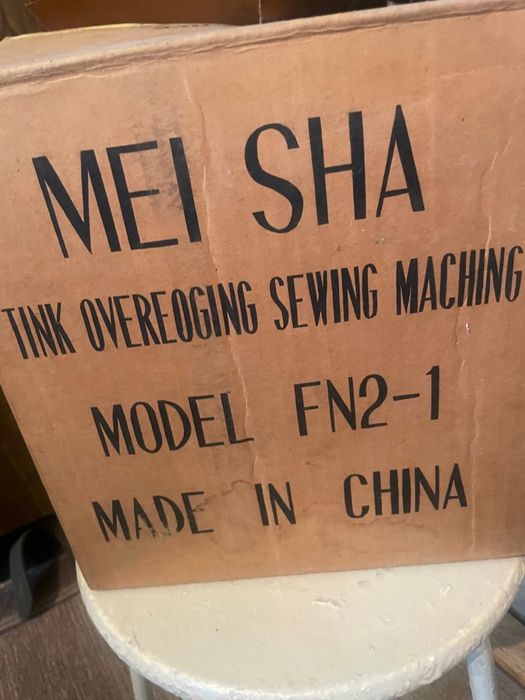 MEI SHA
TINK OVEREOGING SEWING MACHING
MODEL FN2-1
MADE IN CHINA